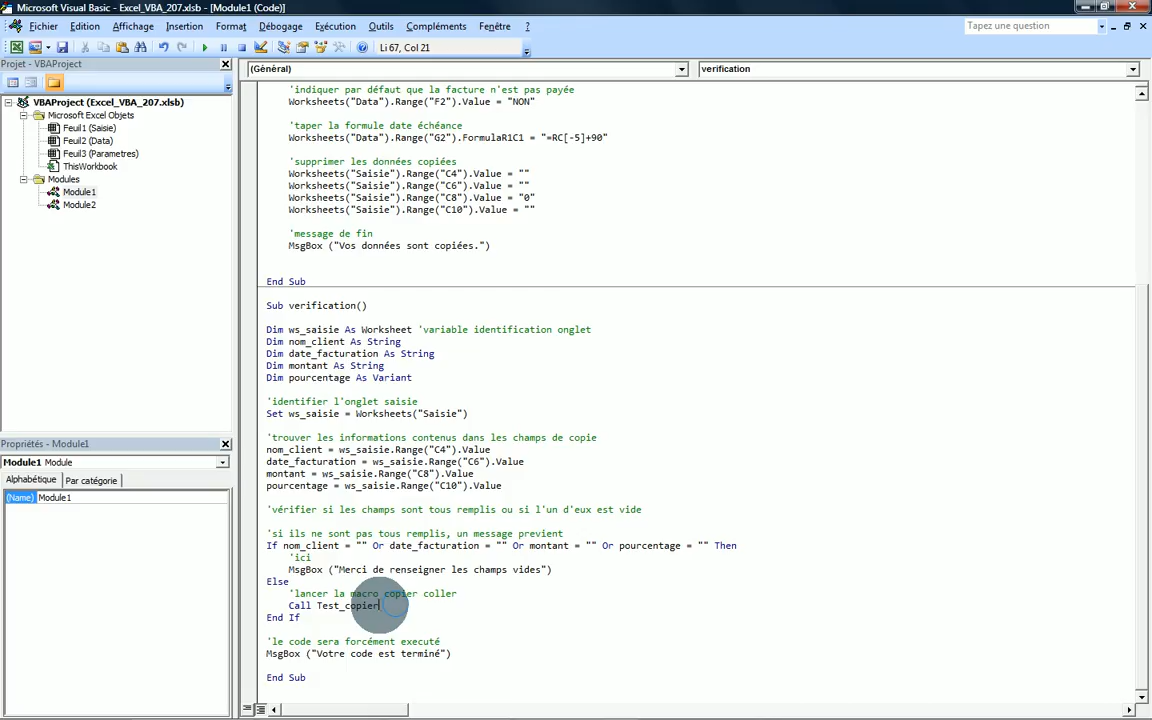 Microsoft Visual Basic - Excel_VBA_207.xlsb - [Module1 (Code)]
Fichier Edition Affichage Insertion Format Débogage Exécution Outils Compléments Fenêtre ?
Tapez une question
Li 67, Col 21
Projet - VBAProject
VBAProject (Excel_VBA_207.xlsb)
Microsoft Excel Objets
Feuil1 (Saisie)
Feuil2 (Data)
Feuil3 (Parametres)
ThisWorkbook
Modules
Module1
Module2
Propriétés - Module1
Module1 Module
Alphabétique Par catégorie
(Name) Module1
(Général) verification
'indiquer par défaut que la facture n'est pas payée
Worksheets("Data").Range("F2").Value = "NON"
'taper la formule date échéance
Worksheets("Data").Range("G2").FormulaR1C1 = "=RC[-5]+90"
'supprimer les données copiées
Worksheets("Saisie").Range("C4").Value = ""
Worksheets("Saisie").Range("C6").Value = ""
Worksheets("Saisie").Range("C8").Value = "0"
Worksheets("Saisie").Range("C10").Value = ""
'message de fin
MsgBox ("Vos données sont copiées.")
End Sub
Sub verification()
Dim ws_saisie As Worksheet 'variable identification onglet
Dim nom_client As String
Dim date_facturation As String
Dim montant As String
Dim pourcentage As Variant
'identifier l'onglet saisie
Set ws_saisie = Worksheets("Saisie")
'trouver les informations contenus dans les champs de copie
nom_client = ws_saisie.Range("C4").Value
date_facturation = ws_saisie.Range("C6").Value
montant = ws_saisie.Range("C8").Value
pourcentage = ws_saisie.Range("C10").Value
'vérifier si les champs sont tous remplis ou si l'un d'eux est vide
'si ils ne sont pas tous remplis, un message previent
If nom_client = "" Or date_facturation = "" Or montant = "" Or pourcentage = "" Then
'ici
MsgBox ("Merci de renseigner les champs vides")
Else
'lancer la macro copier coller
Call Test_copier
End If
'le code sera forcément executé
MsgBox ("Votre code est terminé")
End Sub